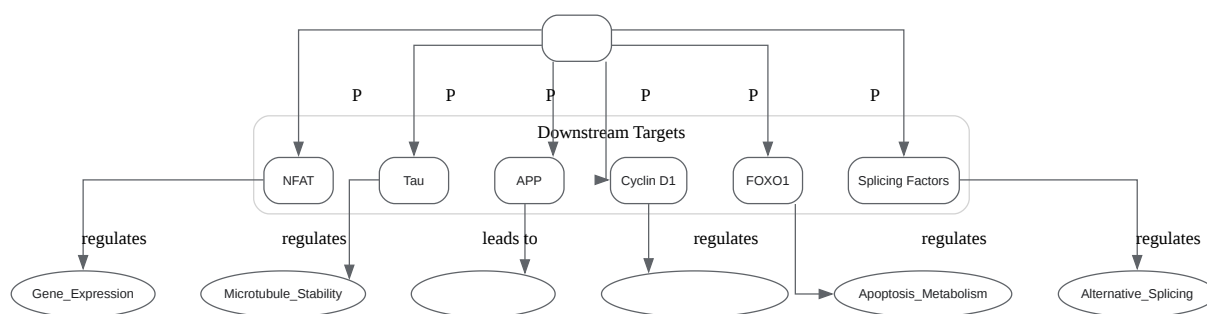 P P P P P P
Downstream Targets
NFAT Tau APP Cyclin D1 FOXO1 Splicing Factors
regulates regulates leads to regulates regulates regulates
Gene_Expression Microtubule_Stability Apoptosis_Metabolism Alternative_Splicing